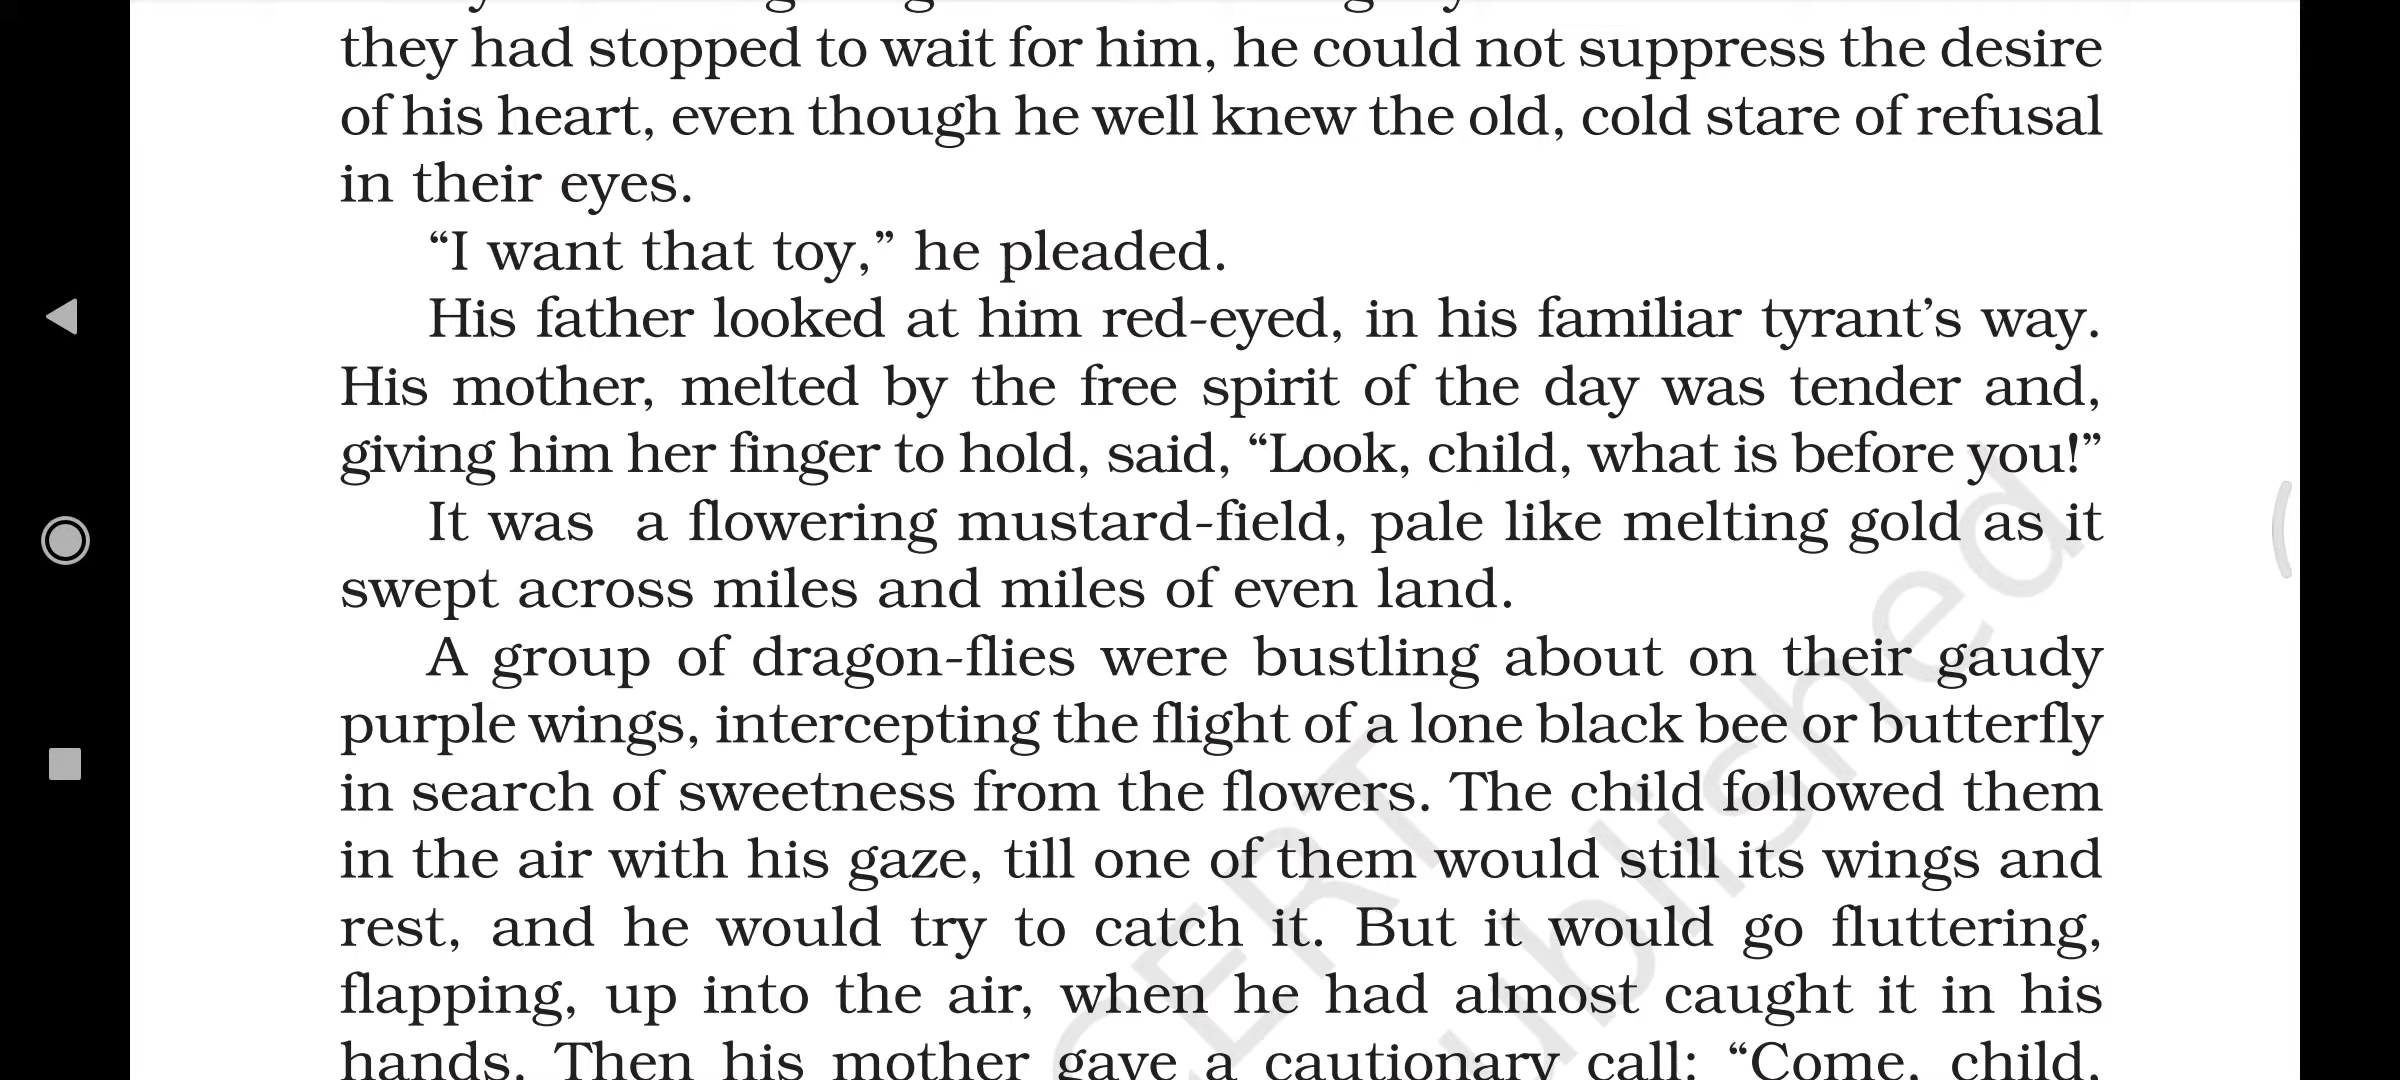 they had stopped to wait for him, he could not suppress the desire
of his heart, even though he well knew the old, cold stare of refusal
in their eyes.
“I want that toy,” he pleaded.
His father looked at him red-eyed, in his familiar tyrant’s way.
His mother, melted by the free spirit of the day was tender and,
giving him her finger to hold, said, “Look, child, what is before you!”
It was a flowering mustard-field, pale like melting gold as it
swept across miles and miles of even land.
A group of dragon-flies were bustling about on their gaudy
purple wings, intercepting the flight of a lone black bee or butterfly
in search of sweetness from the flowers. The child followed them
in the air with his gaze, till one of them would still its wings and
rest, and he would try to catch it. But it would go fluttering,
flapping, up into the air, when he had almost caught it in his
hands. Then his mother gave a cautionary call: “Come, child,